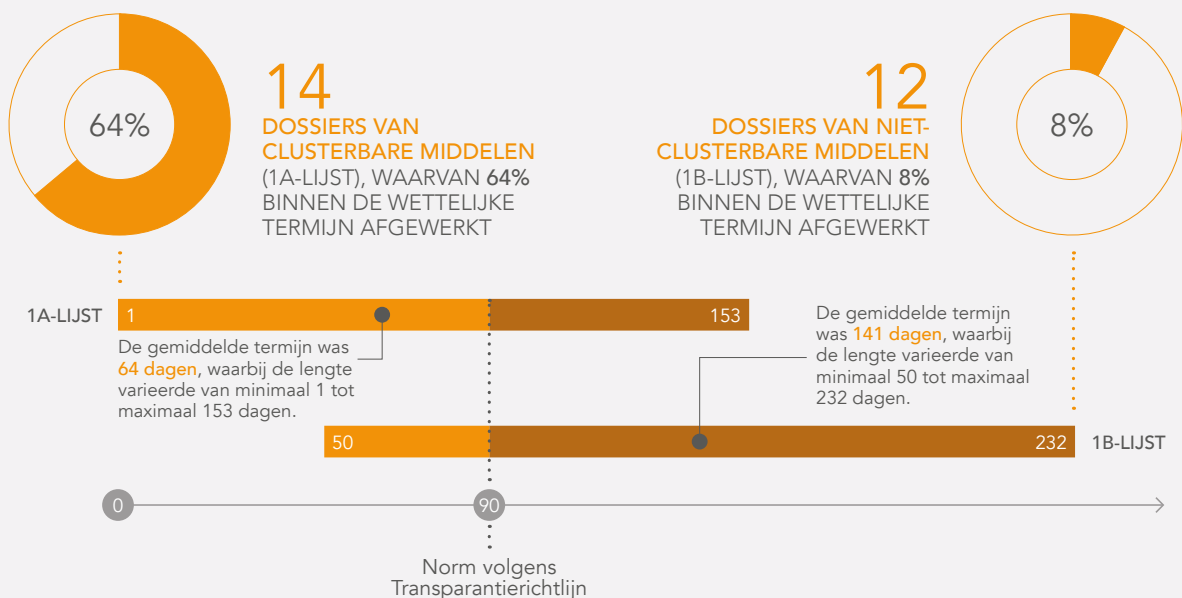 64%
14
DOSSIERS VAN
CLUSTERBARE MIDDELEN
(1A-LIJST), WAARVAN 64%
BINNEN DE WETTELIJKE
TERMIJN AFGEWERKT
12
DOSSIERS VAN NIET-
CLUSTERBARE MIDDELEN
(1B-LIJST), WAARVAN 8%
BINNEN DE WETTELIJKE
TERMIJN AFGEWERKT
8%
1A-LIJST
1
153
De gemiddelde termijn was
64 dagen, waarbij de lengte
varieerde van minimaal 1 tot
maximaal 153 dagen.
De gemiddelde termijn
was 141 dagen, waarbij
de lengte varieerde van
minimaal 50 tot maximaal
232 dagen.
50
232
1B-LIJST
0
90
Norm volgens
Transparantierichtlijn